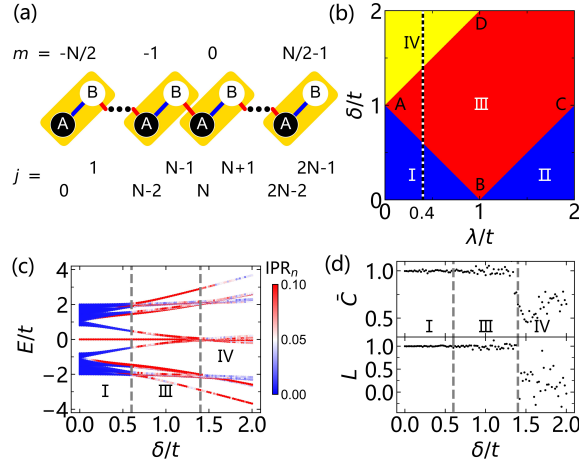 (a)
m = -N/2 -1 0 N/2-1
B B B B
A A A A
1 N-1 N+1 2N-1
j =
0 N-2 N 2N-2
(b)
2
Ⅳ D
δ/t
1 A Ⅲ C
Ⅰ B Ⅱ
0
0 0.4 1 2
λ/t
(c)
4
2
E/t 0
-2
-4
Ⅰ Ⅲ Ⅳ
0.0 0.5 1.0 1.5 2.0
δ/t
IPRn
0.10
0.05
0.00
(d)
1.0
C̄
0.5
Ⅰ Ⅲ Ⅳ
1.0
L 0.5
0.0
0.0 0.5 1.0 1.5 2.0
δ/t